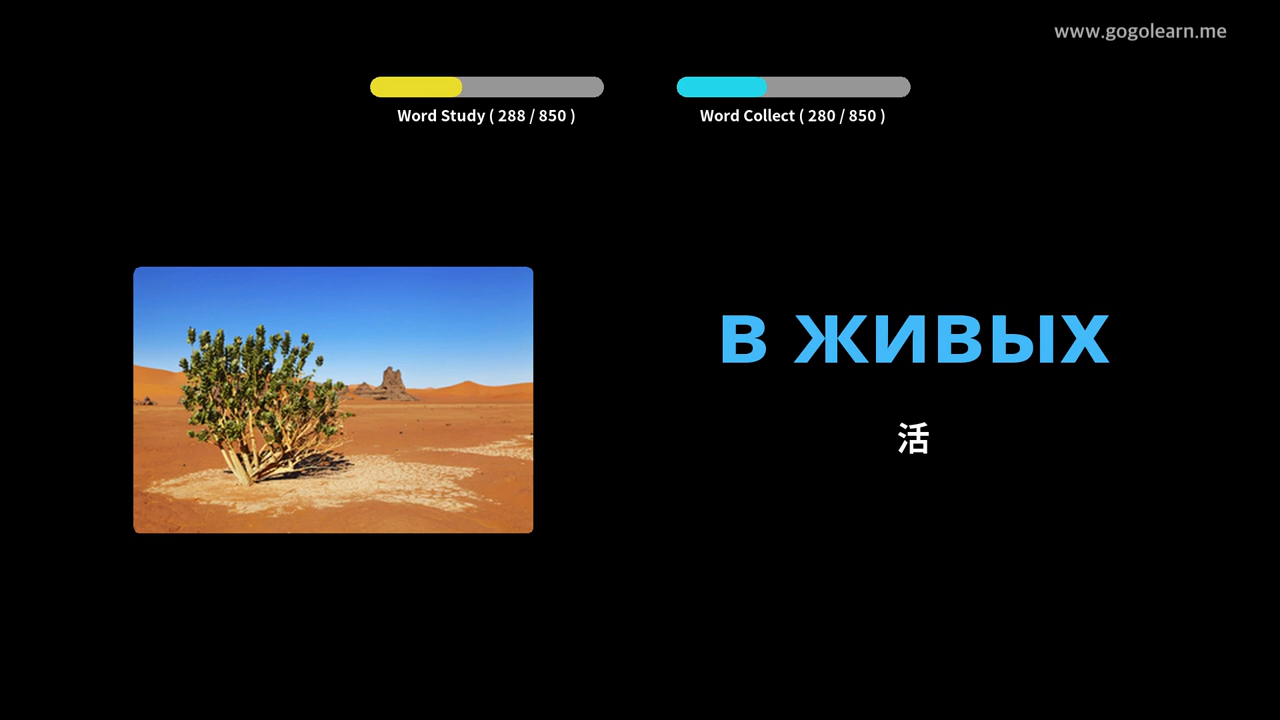 www.gogolearn.me
Word Study ( 288 / 850 )
Word Collect ( 280 / 850 )
в живых
活